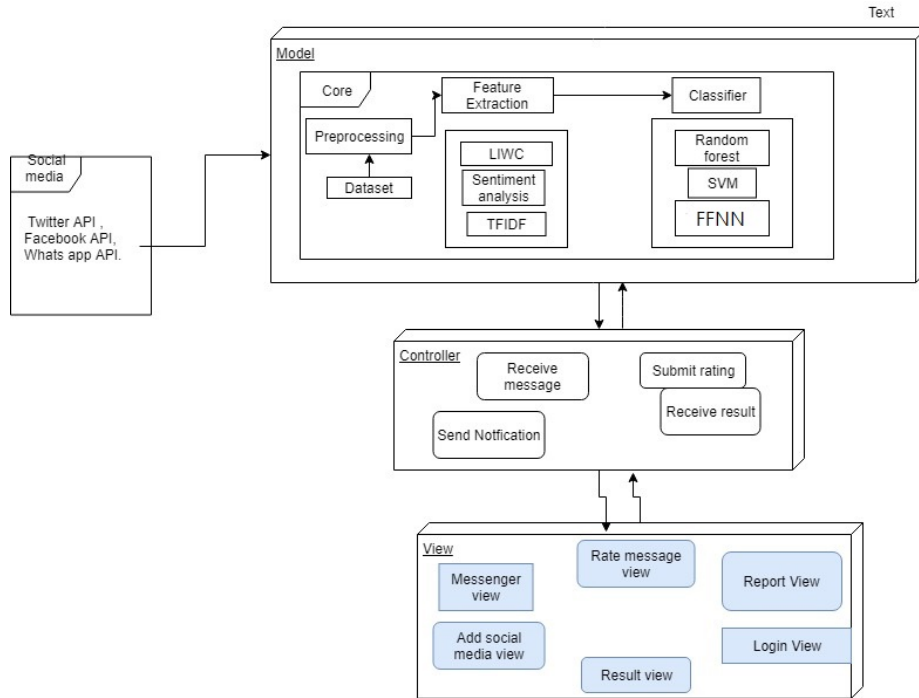 Text
Model
Core
Feature
Extraction
Classifier
Preprocessing
Dataset
LIWC
Sentiment
analysis
TFIDF
Random
forest
SVM
FFNN
Social
media
Twitter API ,
Facebook API,
Whats app API.
Controller
Receive
message
Submit rating
Receive result
Send Notfication
View
Messenger
view
Rate message
view
Report View
Add social
media view
Result view
Login View